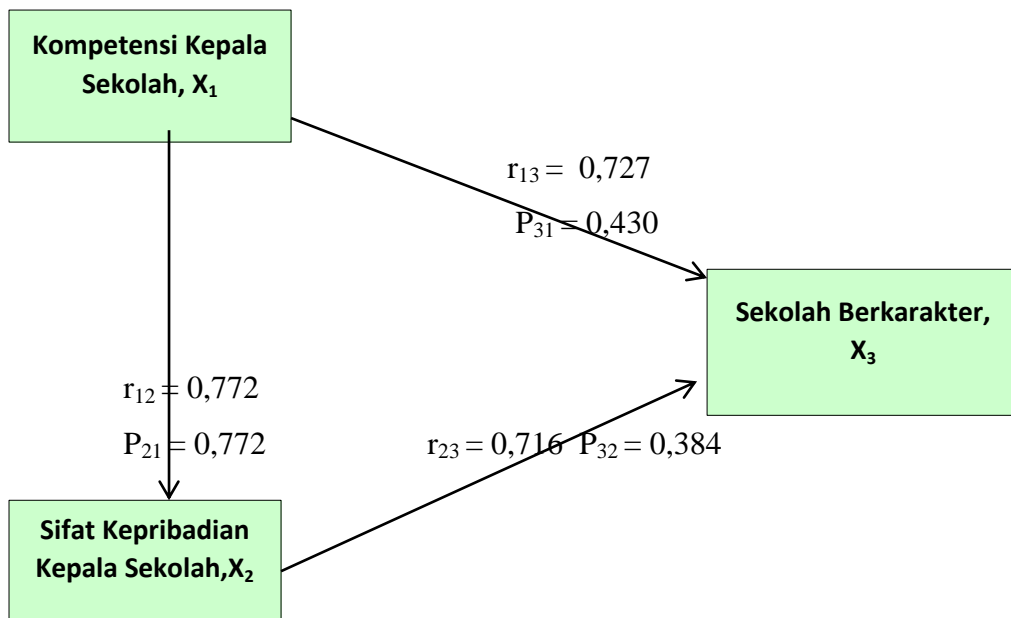 Kompetensi Kepala
Sekolah, X₁
r₁₃ = 0,727
P₃₁ = 0,430
Sekolah Berkarakter,
X₃
r₁₂ = 0,772
P₂₁ = 0,772
r₂₃ = 0,716 P₃₂ = 0,384
Sifat Kepribadian
Kepala Sekolah,X₂